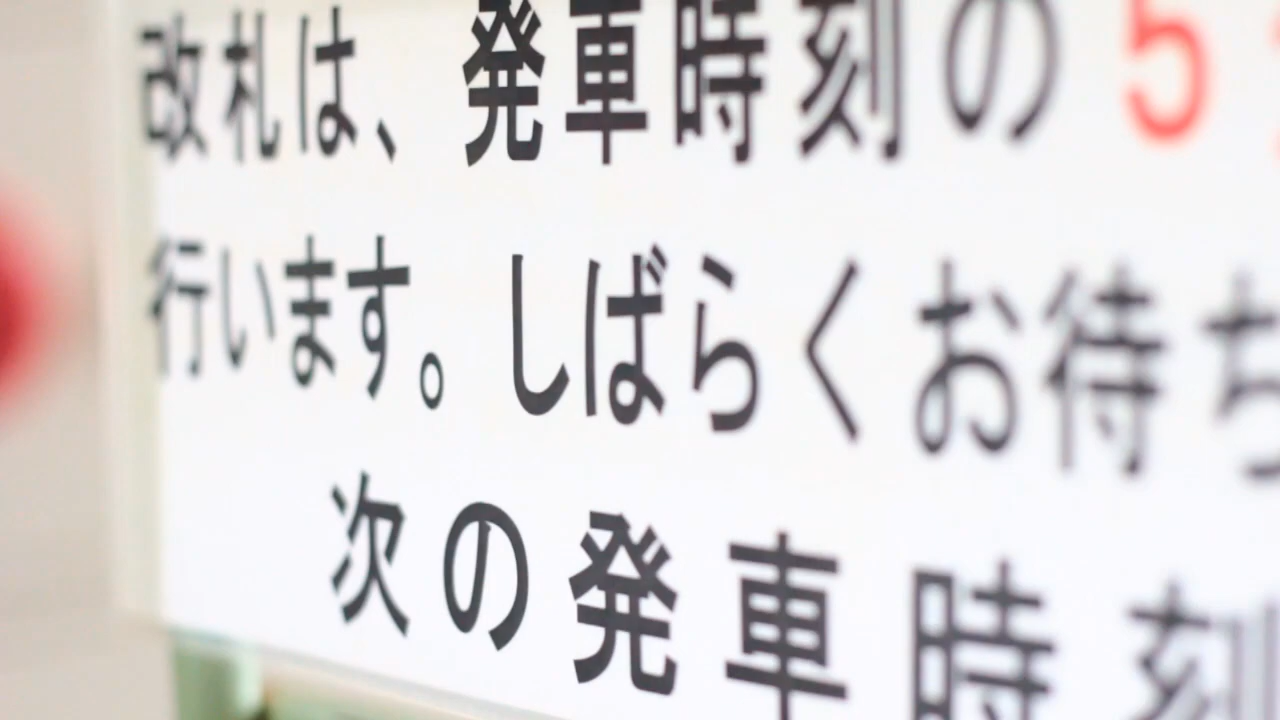 改札は、発車時刻の5
行います。しばらくお待ち
次の発車時刻